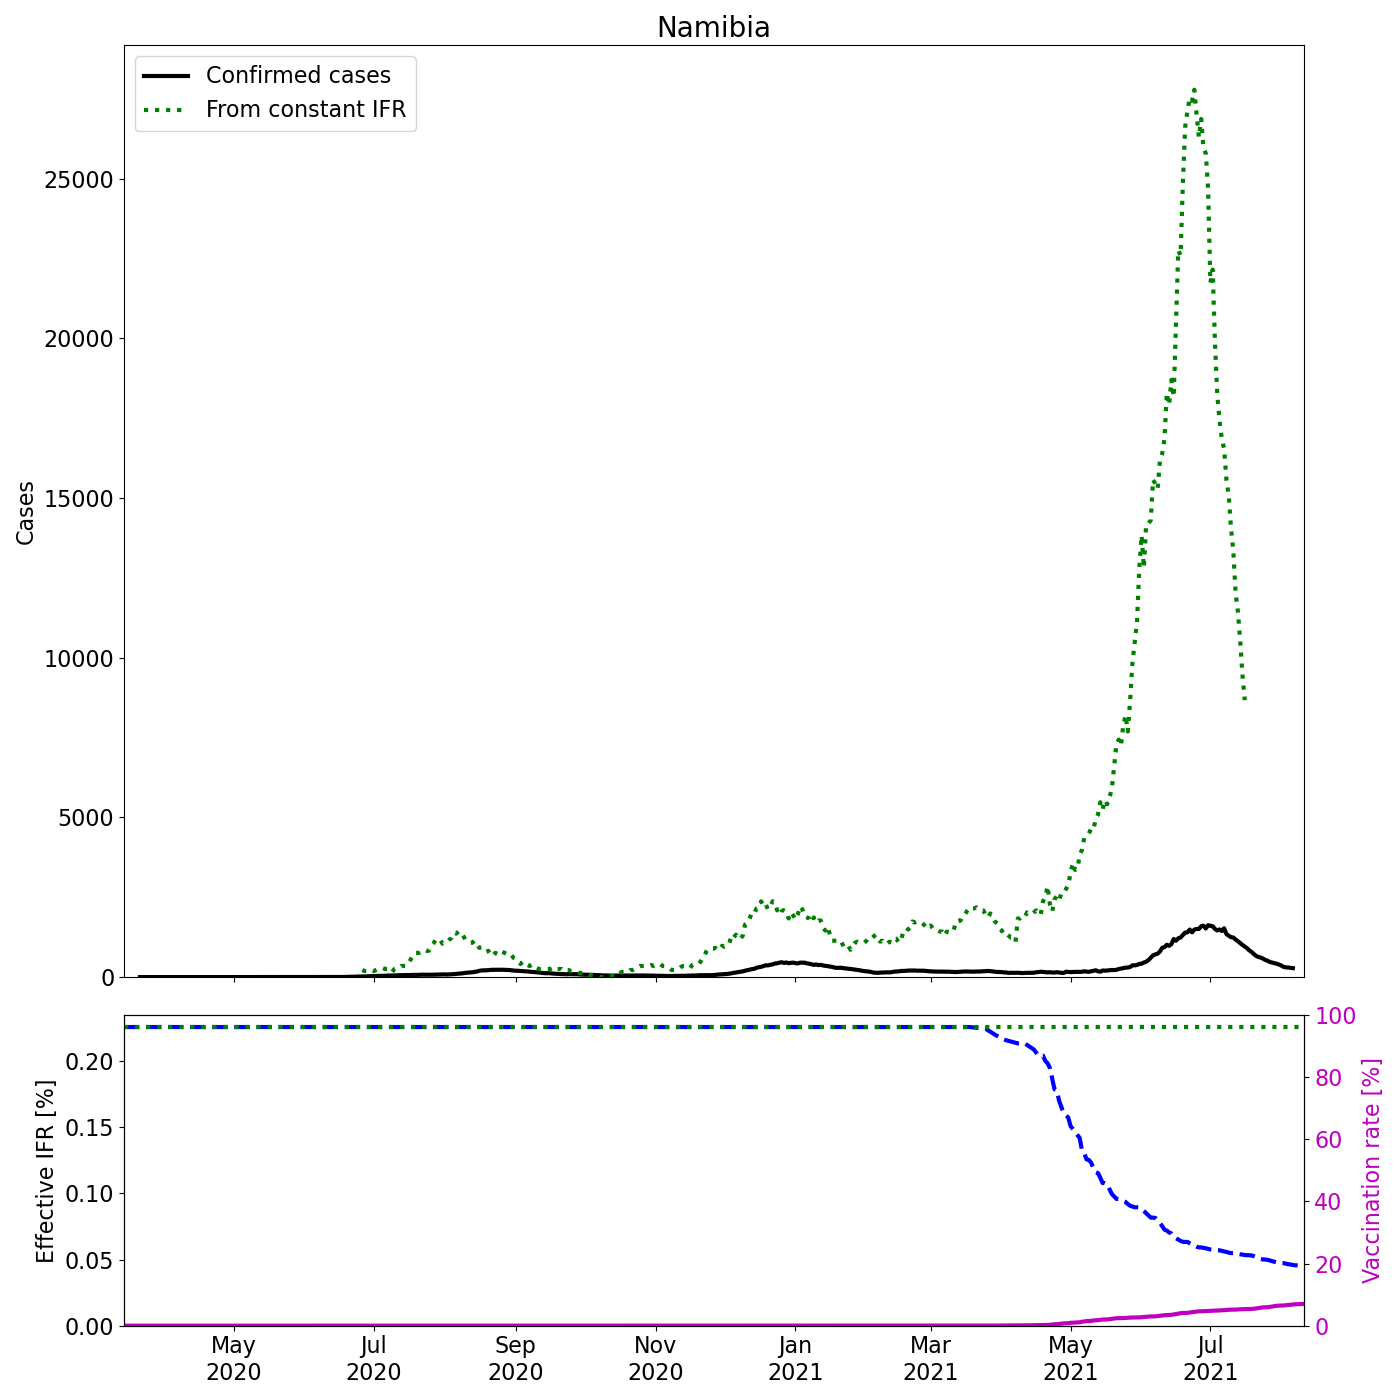 Namibia
Confirmed cases
From constant IFR
Cases
25000
20000
15000
10000
5000
0
Effective IFR [%]
0.20
0.15
0.10
0.05
0.00
100
80
60
40
20
0
Vaccination rate [%]
May Jul Sep Nov Jan Mar May Jul
2020 2020 2020 2020 2021 2021 2021 2021